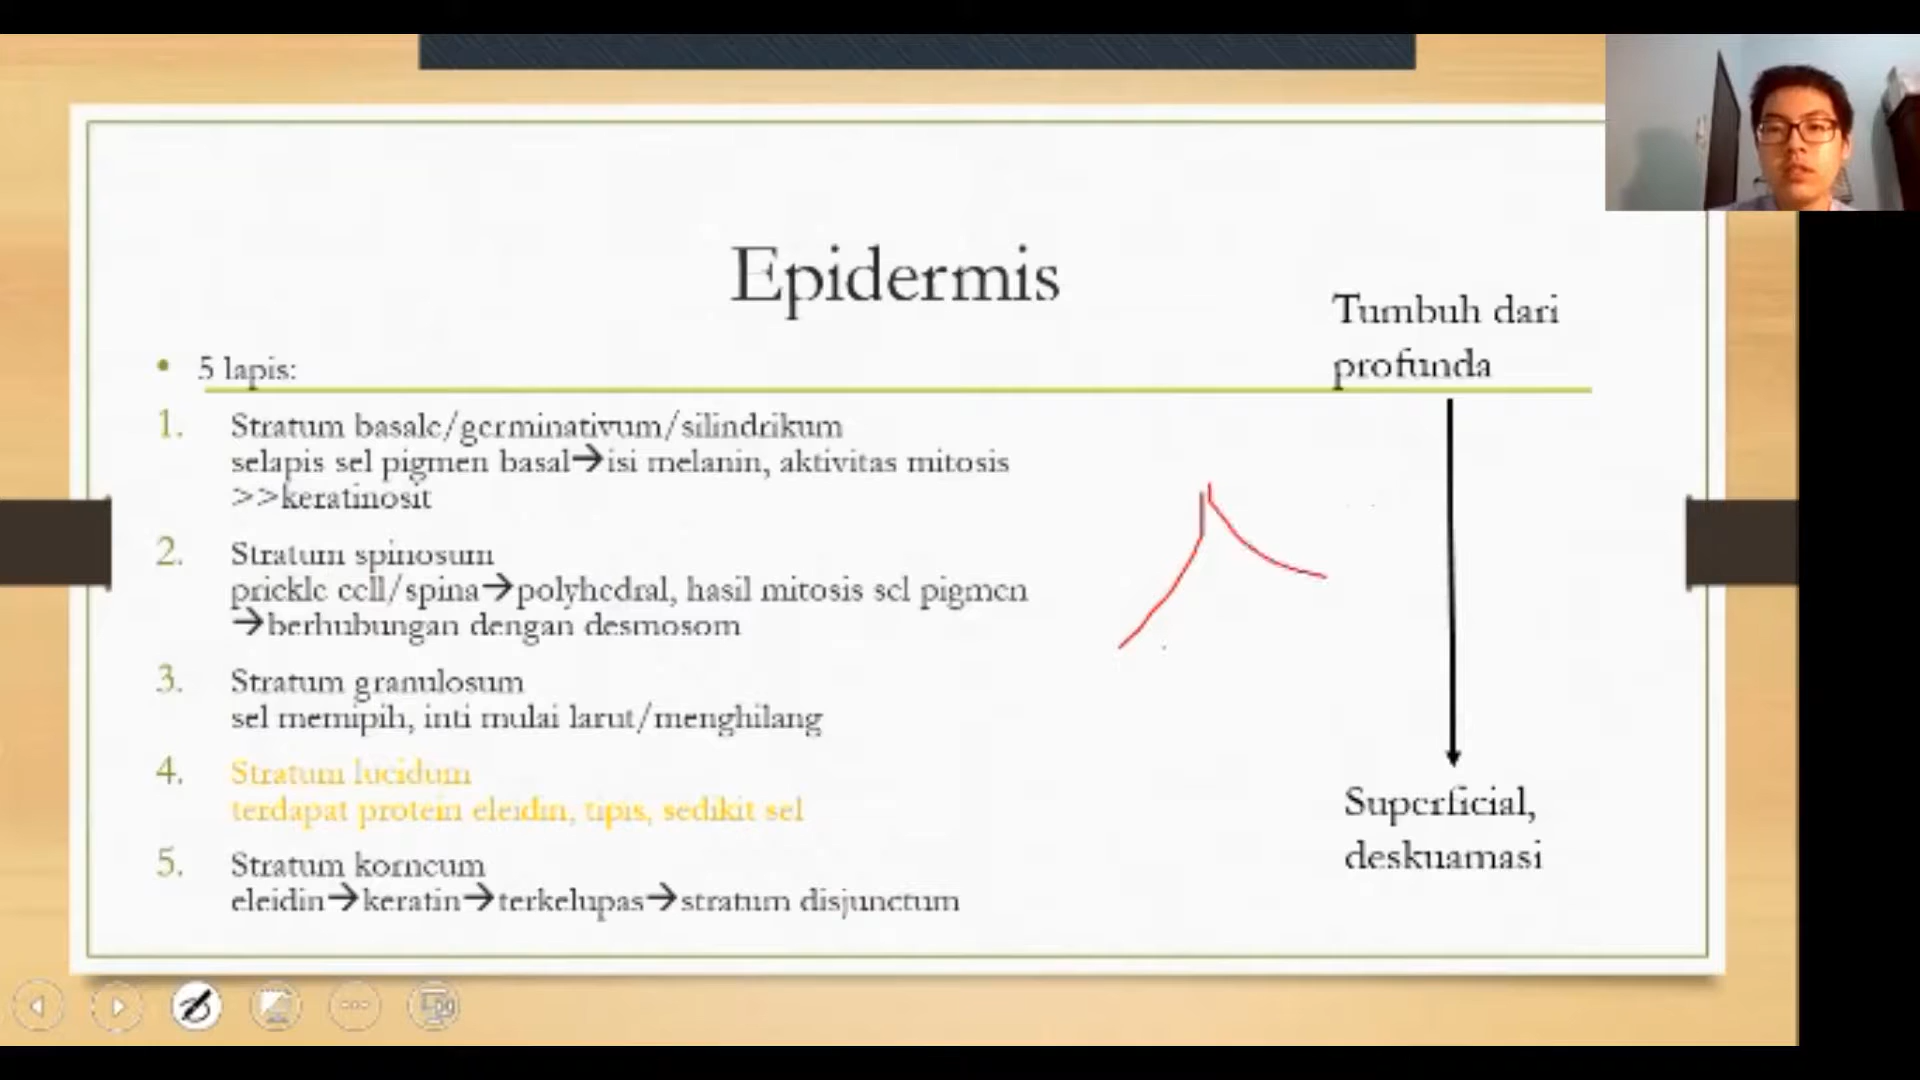 Epidermis
Tumbuh dari
profunda
• 5 lapis:
1. Stratum basale/germinativum/silindrikum
selapis sel pigmen basal→isi melanin, aktivitas mitosis
>>keratinosit
2. Stratum spinosum
prickle cell/spina→polyhedral, hasil mitosis sel pigmen
→berhubungan dengan desmosom
3. Stratum granulosum
sel memipih, inti mulai larut/menghilang
4. Stratum lucidum
terdapat protein eleidin, tipis, sedikit sel
5. Stratum korneum
eleidin→keratin→terkelupas→stratum disjunctum
Superficial,
deskuamasi